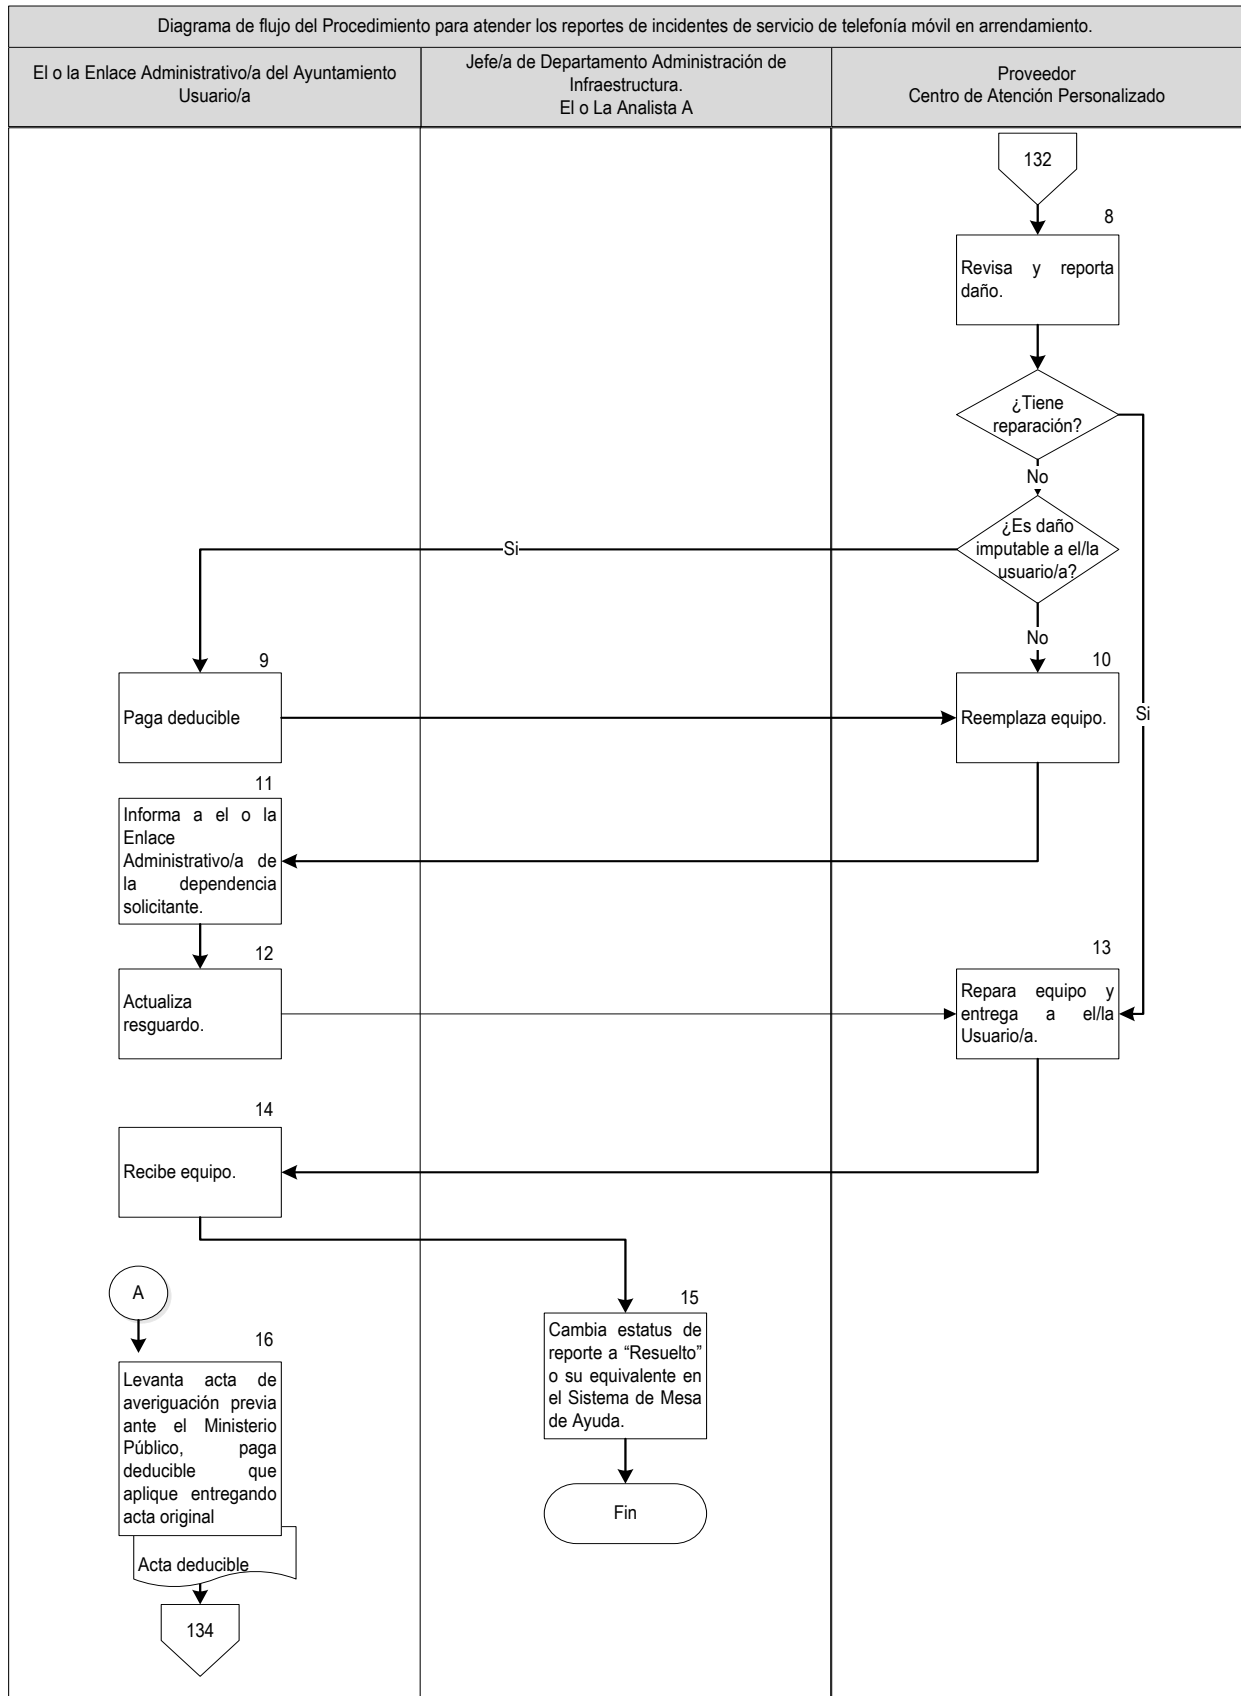 Diagrama de flujo del Procedimiento para atender los reportes de incidentes de servicio de telefonía móvil en arrendamiento.
El o la Enlace Administrativo/a del Ayuntamiento
Usuario/a
Jefe/a de Departamento Administración de
Infraestructura.
El o La Analista A
Proveedor
Centro de Atención Personalizado
132
8
Revisa y reporta
daño.
¿Tiene
reparación?
No
¿Es daño
imputable a el/la
usuario/a?
Si
No
9
Paga deducible
10
Reemplaza equipo.
Si
11
Informa a el o la
Enlace
Administrativo/a de
la dependencia
solicitante.
12
Actualiza
resguardo.
13
Repara equipo y
entrega a el/la
Usuario/a.
14
Recibe equipo.
A
15
Cambia estatus de
reporte a “Resuelto”
o su equivalente en
el Sistema de Mesa
de Ayuda.
16
Levanta acta de
averiguación previa
ante el Ministerio
Público, paga
deducible que
aplique entregando
acta original
Fin
Acta deducible
134